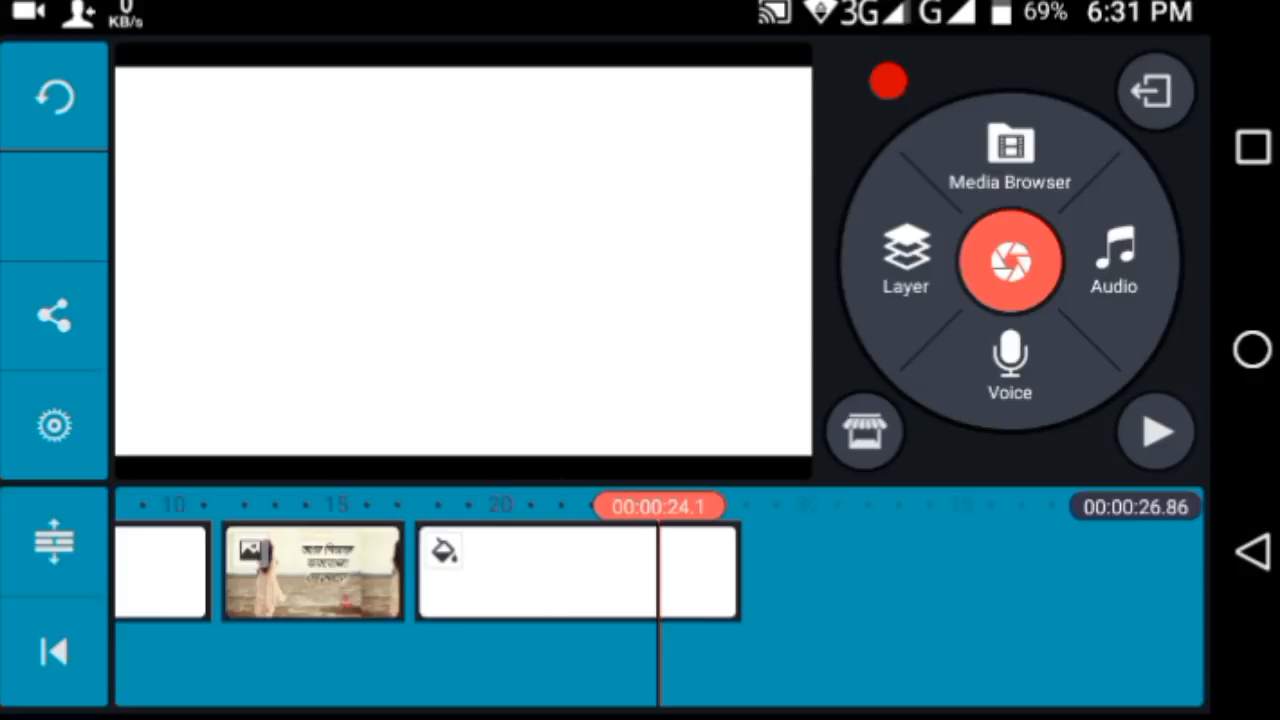 0
KB/s
3G G 69% 6:31 PM
Media Browser
Layer
Audio
Voice
10 15 20 00:00:24.1 00:00:26.86